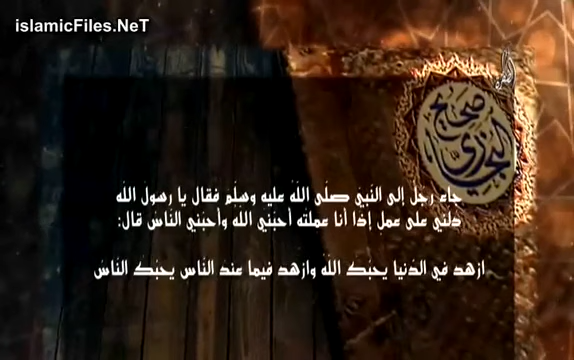 islamicFiles.NeT
صحيح البخاري
جاء رجل إلى النبي صلى الله عليه وسلم فقال يا رسول الله
دلني على عمل إذا أنا عملته أحبني الله وأحبني الناس قال:
ازهد في الدنيا يحبك الله وازهد فيما عند الناس يحبك الناس